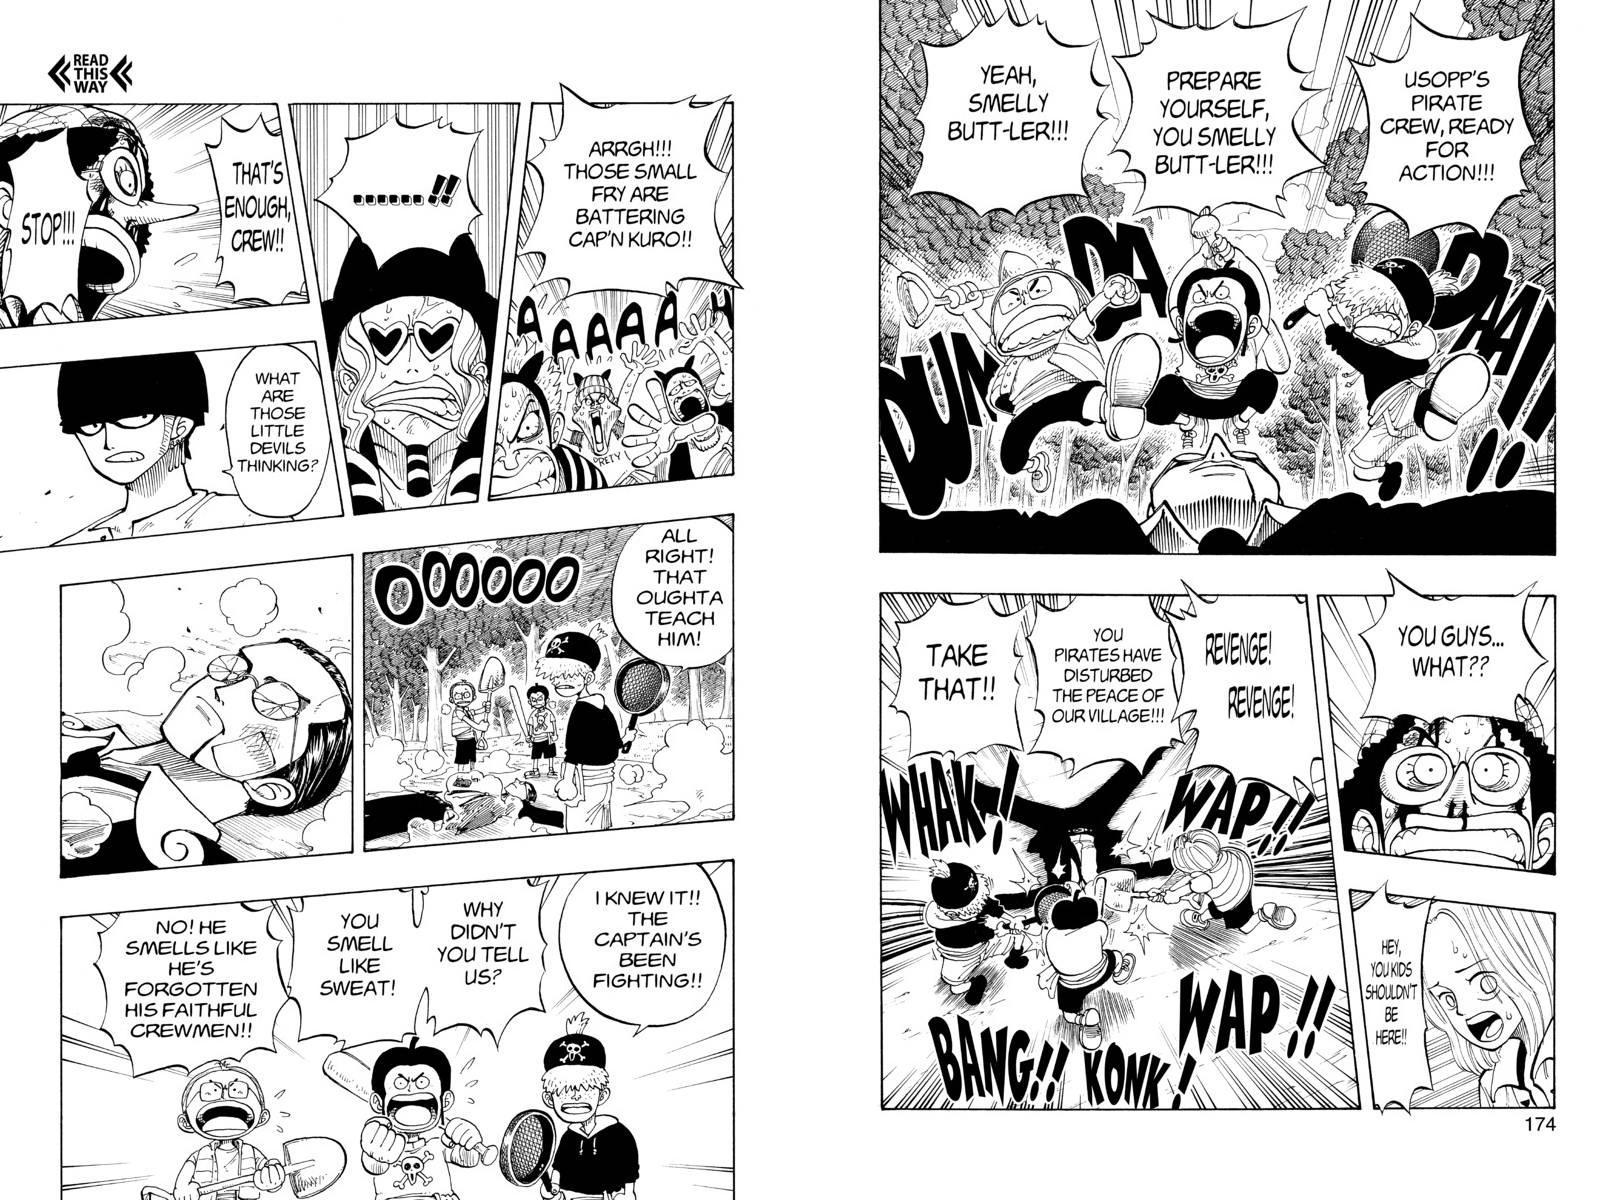 USOPP'S
PIRATE
CREW, READY
FOR
ACTION!!!
PREPARE
YOURSELF,
YOU SMELLY
BUTT-LER!!!
YEAH,
SMELLY
BUTT-LER!!!
DUM
DA
DAA!!
YOU GUYS...
WHAT??
HEY,
YOU KIDS
SHOULDN'T
BE
HERE!!
REVENGE!
REVENGE!
YOU
PIRATES HAVE
DISTURBED
THE PEACE OF
OUR VILLAGE!!!
TAKE
THAT!!
WHAK!
WAP!!
WAP!!
BANG!!
KONK!
174
READ
THIS
WAY
ARRGH!!!
THOSE SMALL
FRY ARE
BATTERING
CAP'N KURO!!
AAAAAH
......!!
THAT'S
ENOUGH,
CREW!!
STOP!!!
WHAT
ARE
THOSE
LITTLE
DEVILS
THINKING?
ALL
RIGHT!
THAT
OUGHTA
TEACH
HIM!
OOOOOOO
I KNEW IT!!
THE
CAPTAIN'S
BEEN
FIGHTING!!
WHY
DIDN'T
YOU TELL
US?
YOU
SMELL
LIKE
SWEAT!
NO! HE
SMELLS LIKE
HE'S
FORGOTTEN
HIS FAITHFUL
CREWMEN!!